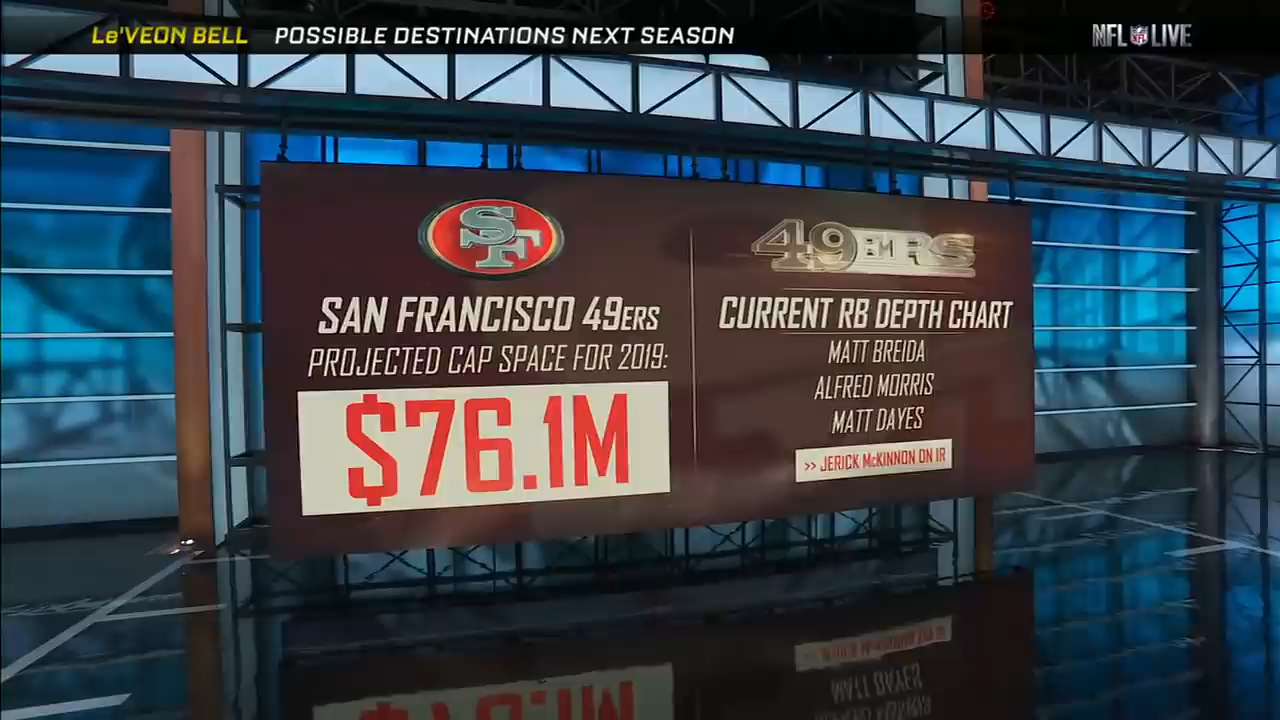 Le'VEON BELL POSSIBLE DESTINATIONS NEXT SEASON
NFL LIVE
SF
SAN FRANCISCO 49ERS
PROJECTED CAP SPACE FOR 2019:
$76.1M
49ERS
CURRENT RB DEPTH CHART
MATT BREIDA
ALFRED MORRIS
MATT DAYES
>> JERICK McKINNON ON IR